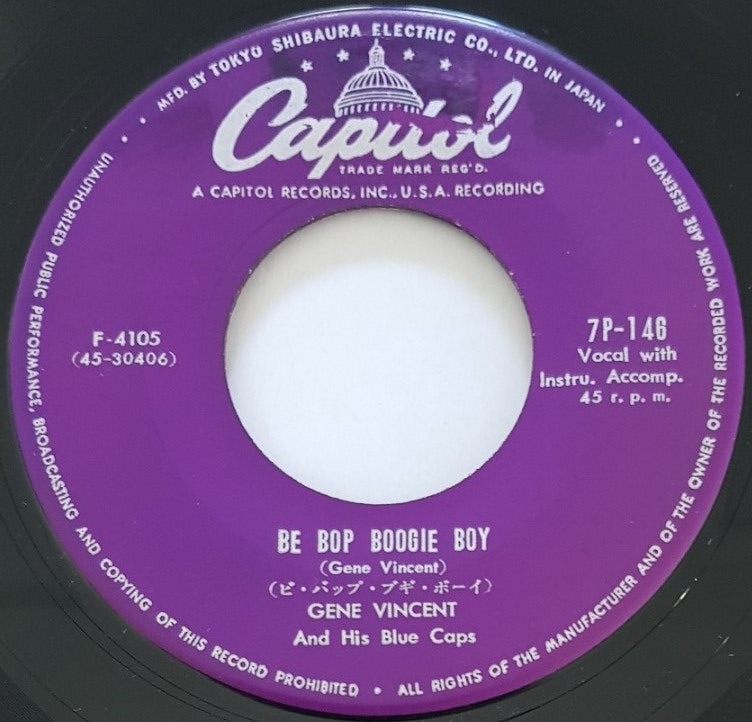 MFD. BY TOKYO SHIBAURA ELECTRIC CO., LTD. IN JAPAN
Capitol
TRADE MARK REG'D.
A CAPITOL RECORDS, INC., U.S.A. RECORDING
F-4105
(45-30406)
7P-146
Vocal with
Instru. Accomp.
45 r. p. m.
BE BOP BOOGIE BOY
(Gene Vincent)
(ビ・バップ・ブギ・ボーイ)
GENE VINCENT
And His Blue Caps
UNAUTHORIZED PUBLIC PERFORMANCE, BROADCASTING AND COPYING OF THIS RECORD PROHIBITED • ALL RIGHTS OF THE MANUFACTURER AND OF THE OWNER OF THE RECORDED WORK ARE RESERVED